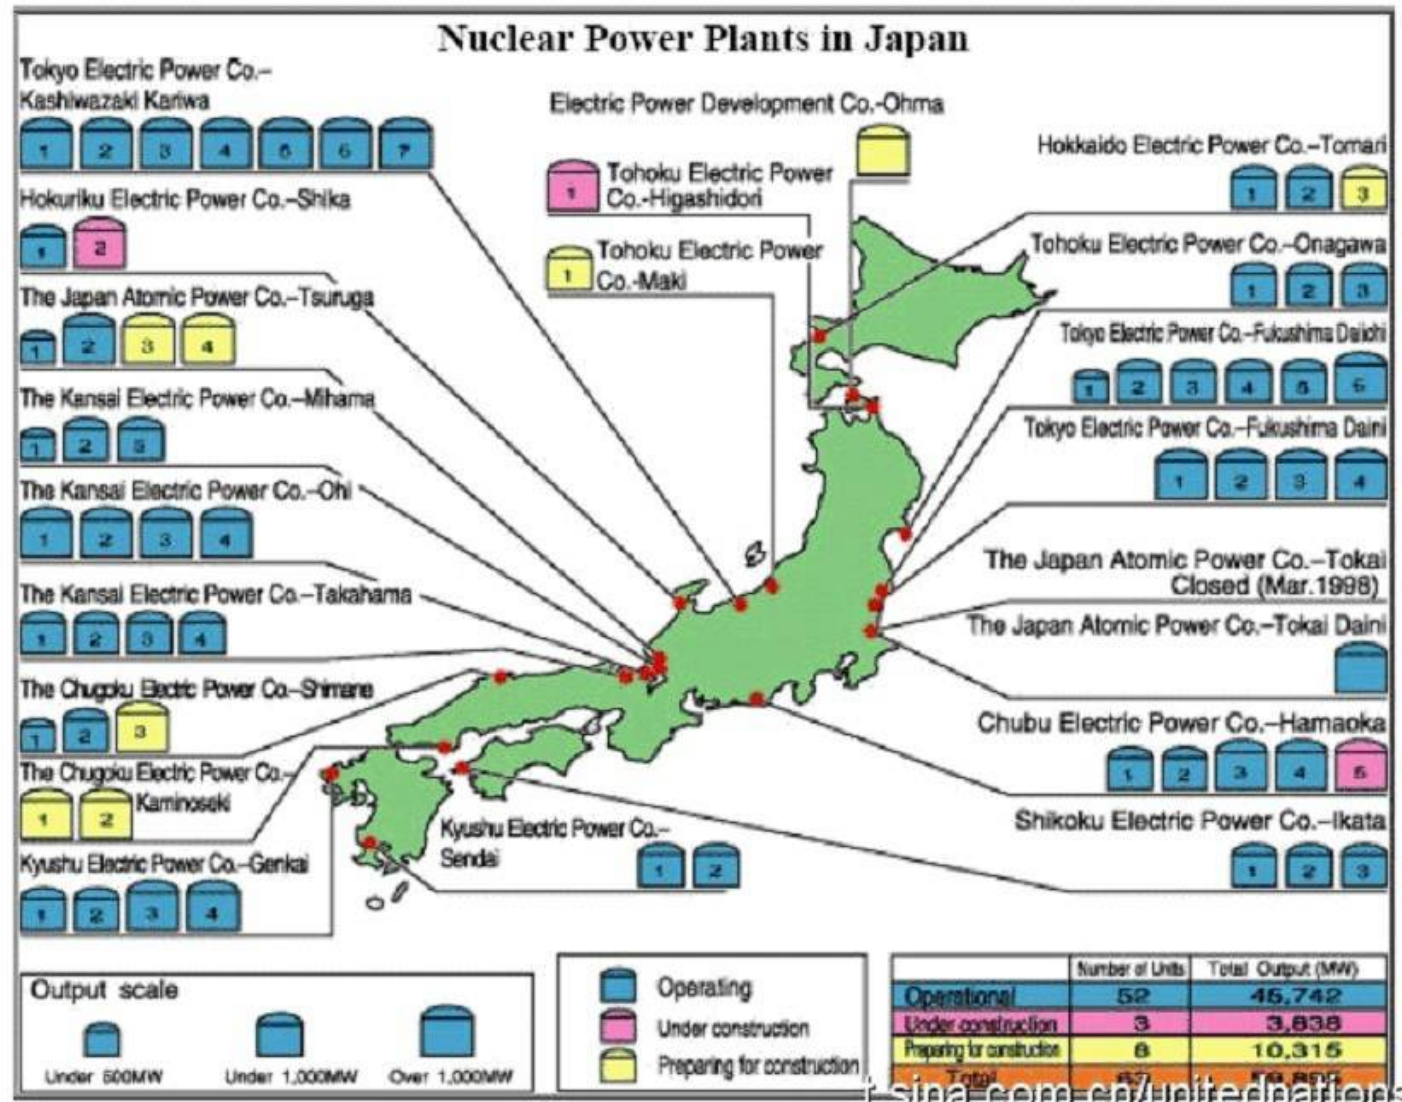 Nuclear Power Plants in Japan
Tokyo Electric Power Co.–
Kashiwazaki Kariwa
1 2 3 4 5 6 7
Hokuriku Electric Power Co.–Shika
1 2
The Japan Atomic Power Co.–Tsuruga
1 2 3 4
The Kansai Electric Power Co.–Mihama
1 2 3
The Kansai Electric Power Co.–Ohi
1 2 3 4
The Kansai Electric Power Co.–Takahama
1 2 3 4
The Chugoku Electric Power Co.–Shimane
1 2 3
The Chugoku Electric Power Co.–
Kaminoseki
1 2
Kyushu Electric Power Co.–Genkai
1 2 3 4
Electric Power Development Co.-Ohma
1
Tohoku Electric Power
Co.-Higashidori
1
Tohoku Electric Power
Co.-Maki
Hokkaido Electric Power Co.–Tomari
1 2 3
Tohoku Electric Power Co.–Onagawa
1 2 3
Tokyo Electric Power Co.–Fukushima Daiichi
1 2 3 4 5 6
Tokyo Electric Power Co.–Fukushima Daini
1 2 3 4
The Japan Atomic Power Co.–Tokai
Closed (Mar.1998)
The Japan Atomic Power Co.–Tokai Daini
Chubu Electric Power Co.–Hamaoka
1 2 3 4 5
Shikoku Electric Power Co.–Ikata
1 2 3
Kyushu Electric Power Co.–
Sendai
1 2
Output scale
Under 500MW Under 1,000MW Over 1,000MW
Operating
Under construction
Preparing for construction
Number of Units Total Output (MW)
Operational 52 45,742
Under construction 3 3,838
Preparing for construction 8 10,315
Total
t.sina.com.cn/unitednations